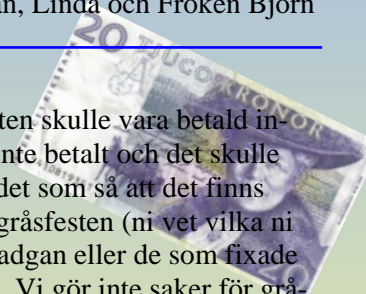 an, Linda och Fröken Björn
20
TJUGO KRONOR
ten skulle vara betald in-
nte betalt och det skulle
det som så att det finns
gråsfesten (ni vet vilka ni
adgan eller de som fixade
20
Vi gör inte saker för grå-